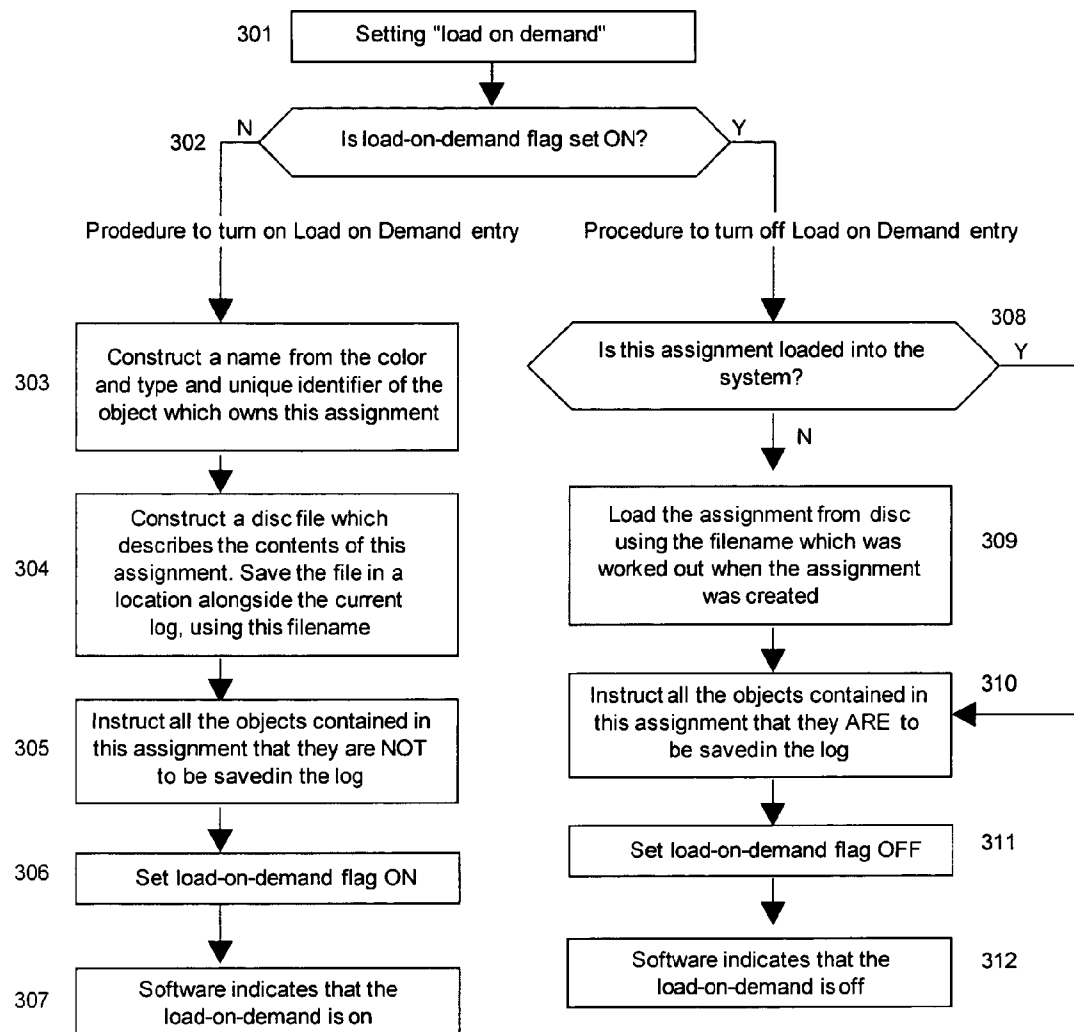 301
Setting "load on demand"
302
N
Is load-on-demand flag set ON?
Y
Prodedure to turn on Load on Demand entry
303
Construct a name from the color
and type and unique identifier of the
object which owns this assignment
304
Construct a disc file which
describes the contents of this
assignment. Save the file in a
location alongside the current
log, using this filename
305
Instruct all the objects contained in
this assignment that they are NOT
to be savedin the log
306
Set load-on-demand flag ON
307
Software indicates that the
load-on-demand is on
Procedure to turn off Load on Demand entry
308
Is this assignment loaded into the
system?
Y
N
Load the assignment from disc
using the filename which was
worked out when the assignment
was created
309
310
Instruct all the objects contained in
this assignment that they ARE to
be savedin the log
Set load-on-demand flag OFF
311
Software indicates that the
load-on-demand is off
312